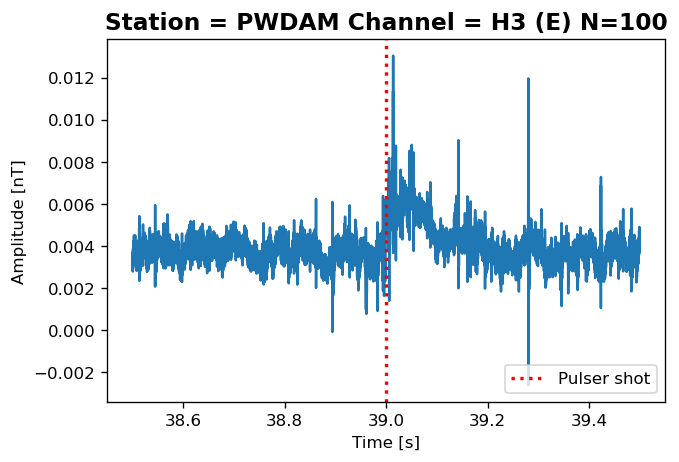 Station = PWDAM Channel = H3 (E) N=100
Amplitude [nT]
0.012
0.010
0.008
0.006
0.004
0.002
0.000
−0.002
Pulser shot
38.6 38.8 39.0 39.2 39.4
Time [s]